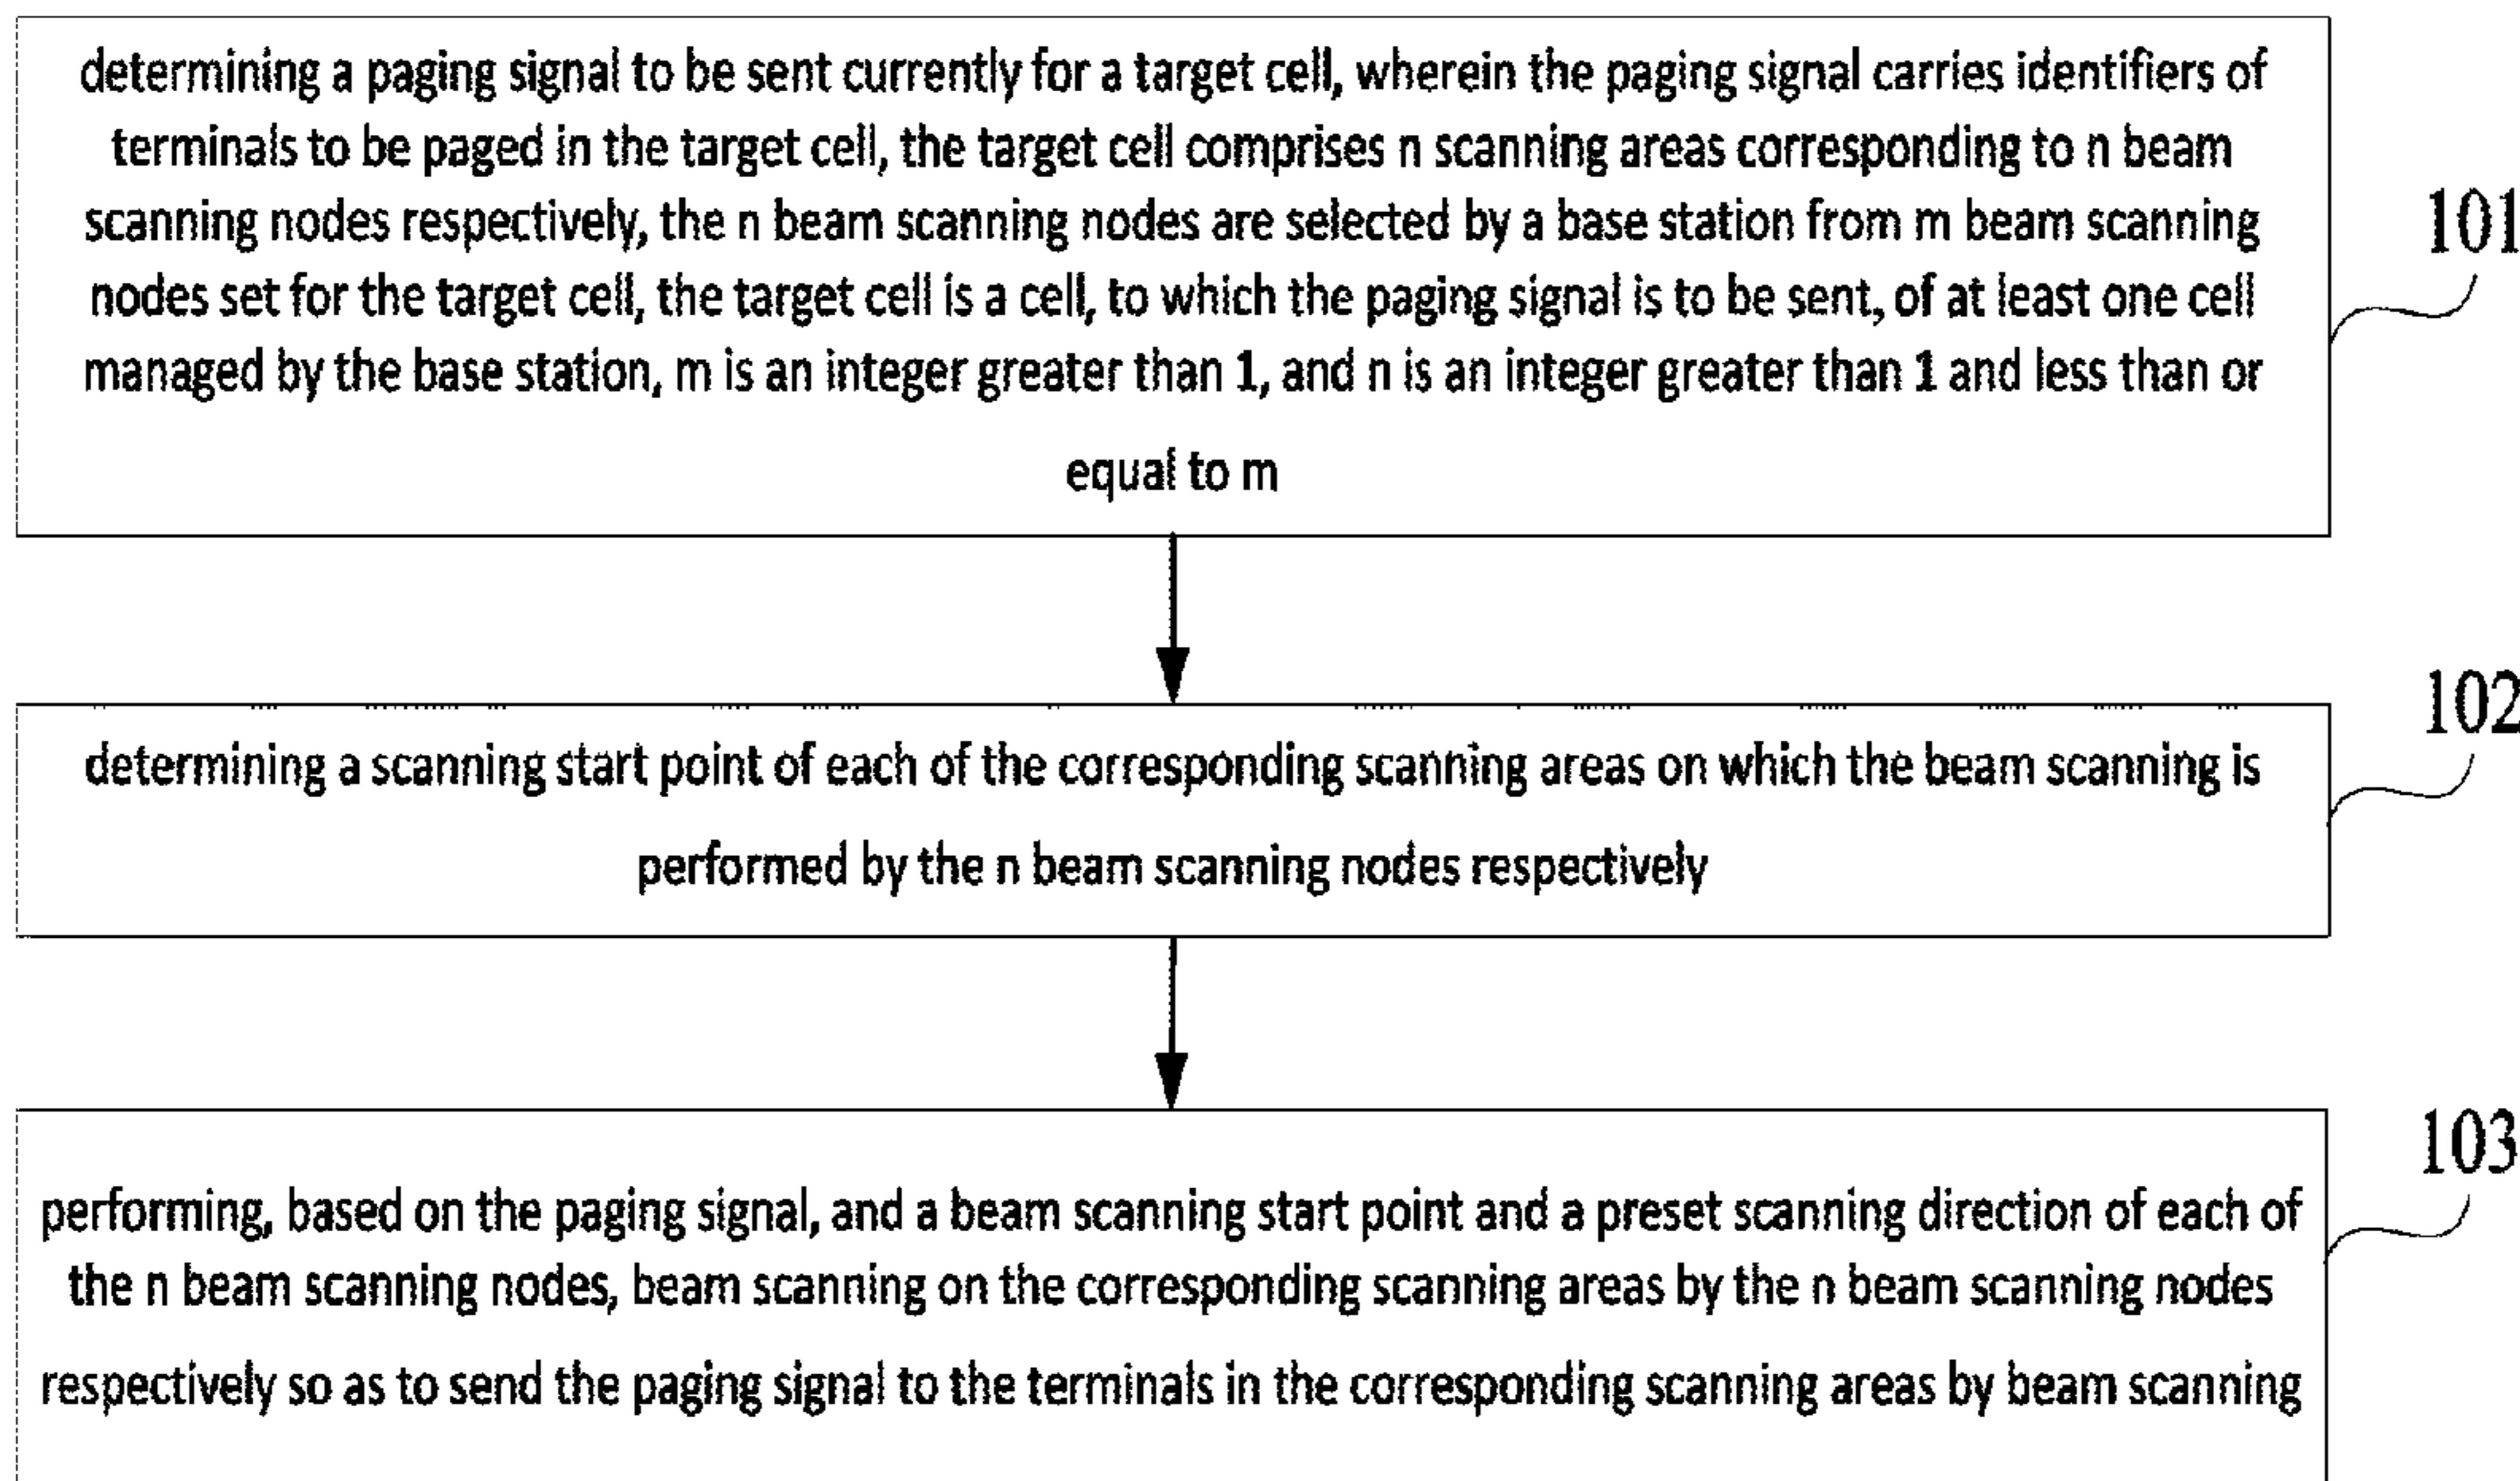 determining a paging signal to be sent currently for a target cell, wherein the paging signal carries identifiers of
terminals to be paged in the target cell, the target cell comprises n scanning areas corresponding to n beam
scanning nodes respectively, the n beam scanning nodes are selected by a base station from m beam scanning
nodes set for the target cell, the target cell is a cell, to which the paging signal is to be sent, of at least one cell
managed by the base station, m is an integer greater than 1, and n is an integer greater than 1 and less than or
equal to m
101
determining a scanning start point of each of the corresponding scanning areas on which the beam scanning is
performed by the n beam scanning nodes respectively
102
performing, based on the paging signal, and a beam scanning start point and a preset scanning direction of each of
the n beam scanning nodes, beam scanning on the corresponding scanning areas by the n beam scanning nodes
respectively so as to send the paging signal to the terminals in the corresponding scanning areas by beam scanning
103